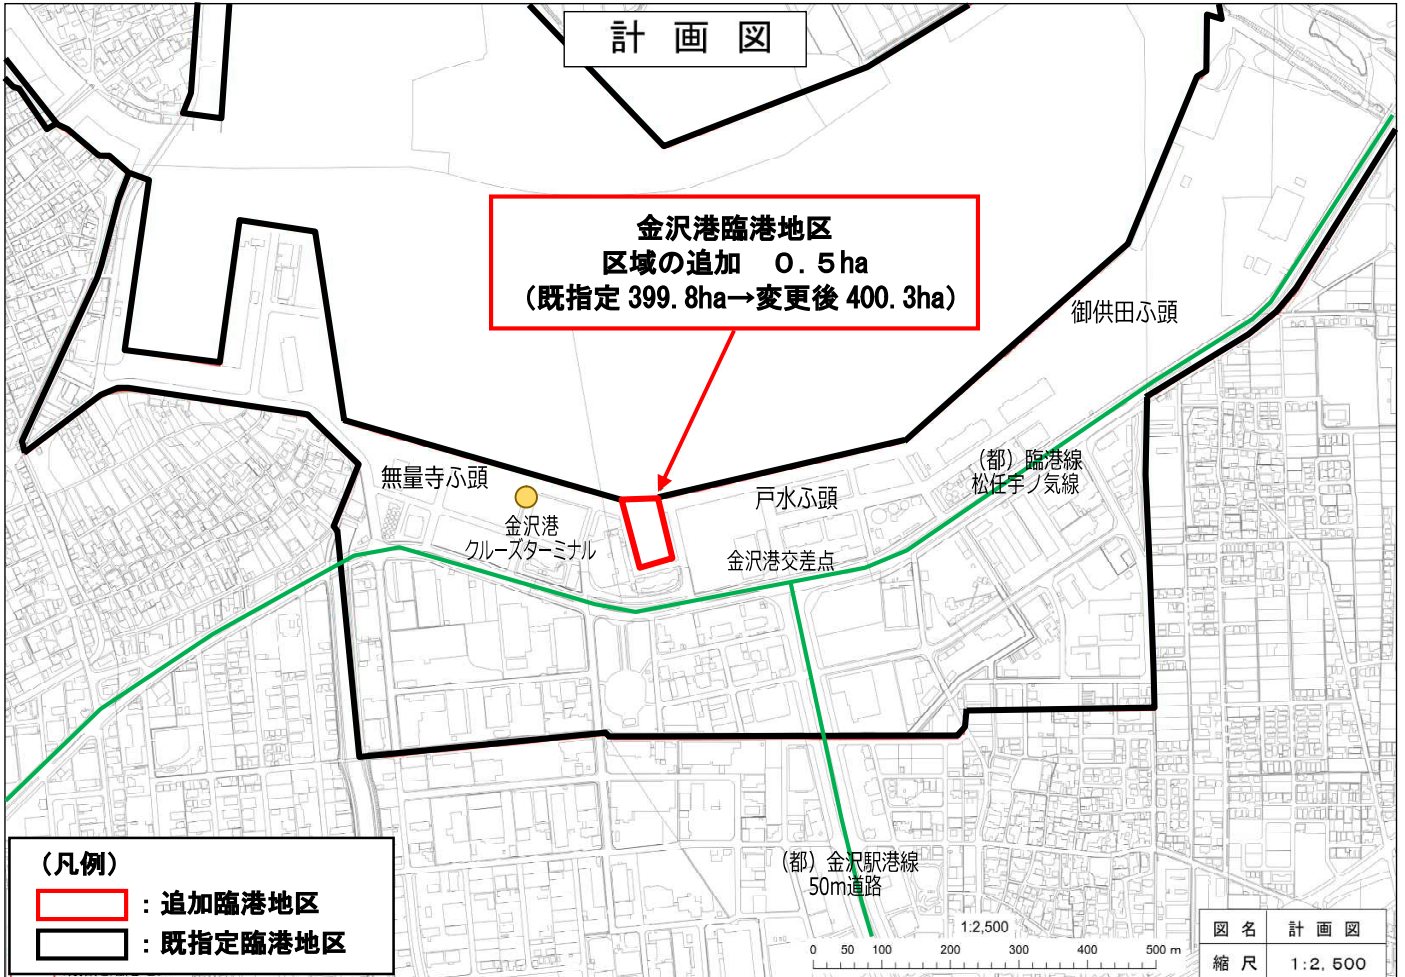 計画図
金沢港臨港地区
区域の追加 0.5ha
(既指定 399.8ha→変更後 400.3ha)
御供田ふ頭
無量寺ふ頭
金沢港
クルーズターミナル
戸水ふ頭
(都)臨港線
松任宇ノ気線
金沢港交差点
(都)金沢駅港線
50m道路
(凡例)
:追加臨港地区
:既指定臨港地区
1:2,500
0 50 100 200 300 400 500 m
図名 計画図
縮尺 1:2,500